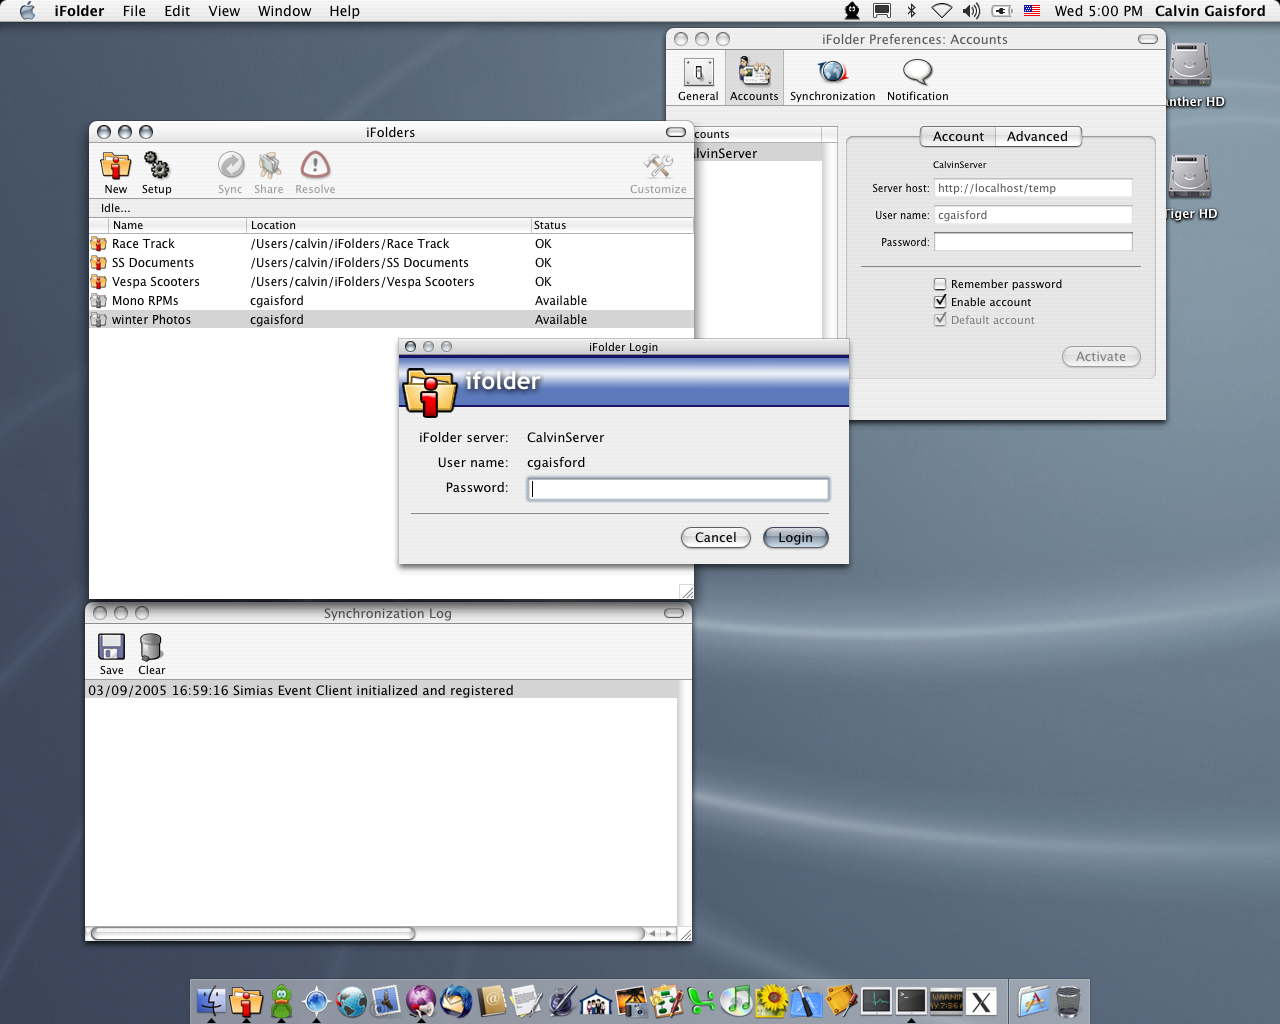 iFolder File Edit View Window Help Wed 5:00 PM Calvin Gaisford
iFolder Preferences: Accounts
General Accounts Synchronization Notification
Account Advanced
CalvinServer
Server host: http://localhost/temp
User name: cgaisford
Password:
Remember password
Enable account
Default account
Activate
Tiger HD
iFolders
New Setup Sync Share Resolve Customize
Idle...
Name Location Status
Race Track /Users/calvin/iFolders/Race Track OK
SS Documents /Users/calvin/iFolders/SS Documents OK
Vespa Scooters /Users/calvin/iFolders/Vespa Scooters OK
Mono RPMs cgaisford Available
winter Photos cgaisford Available
iFolder Login
ifolder
iFolder server: CalvinServer
User name: cgaisford
Password:
Cancel Login
Synchronization Log
Save Clear
03/09/2005 16:59:16 Simias Event Client initialized and registered